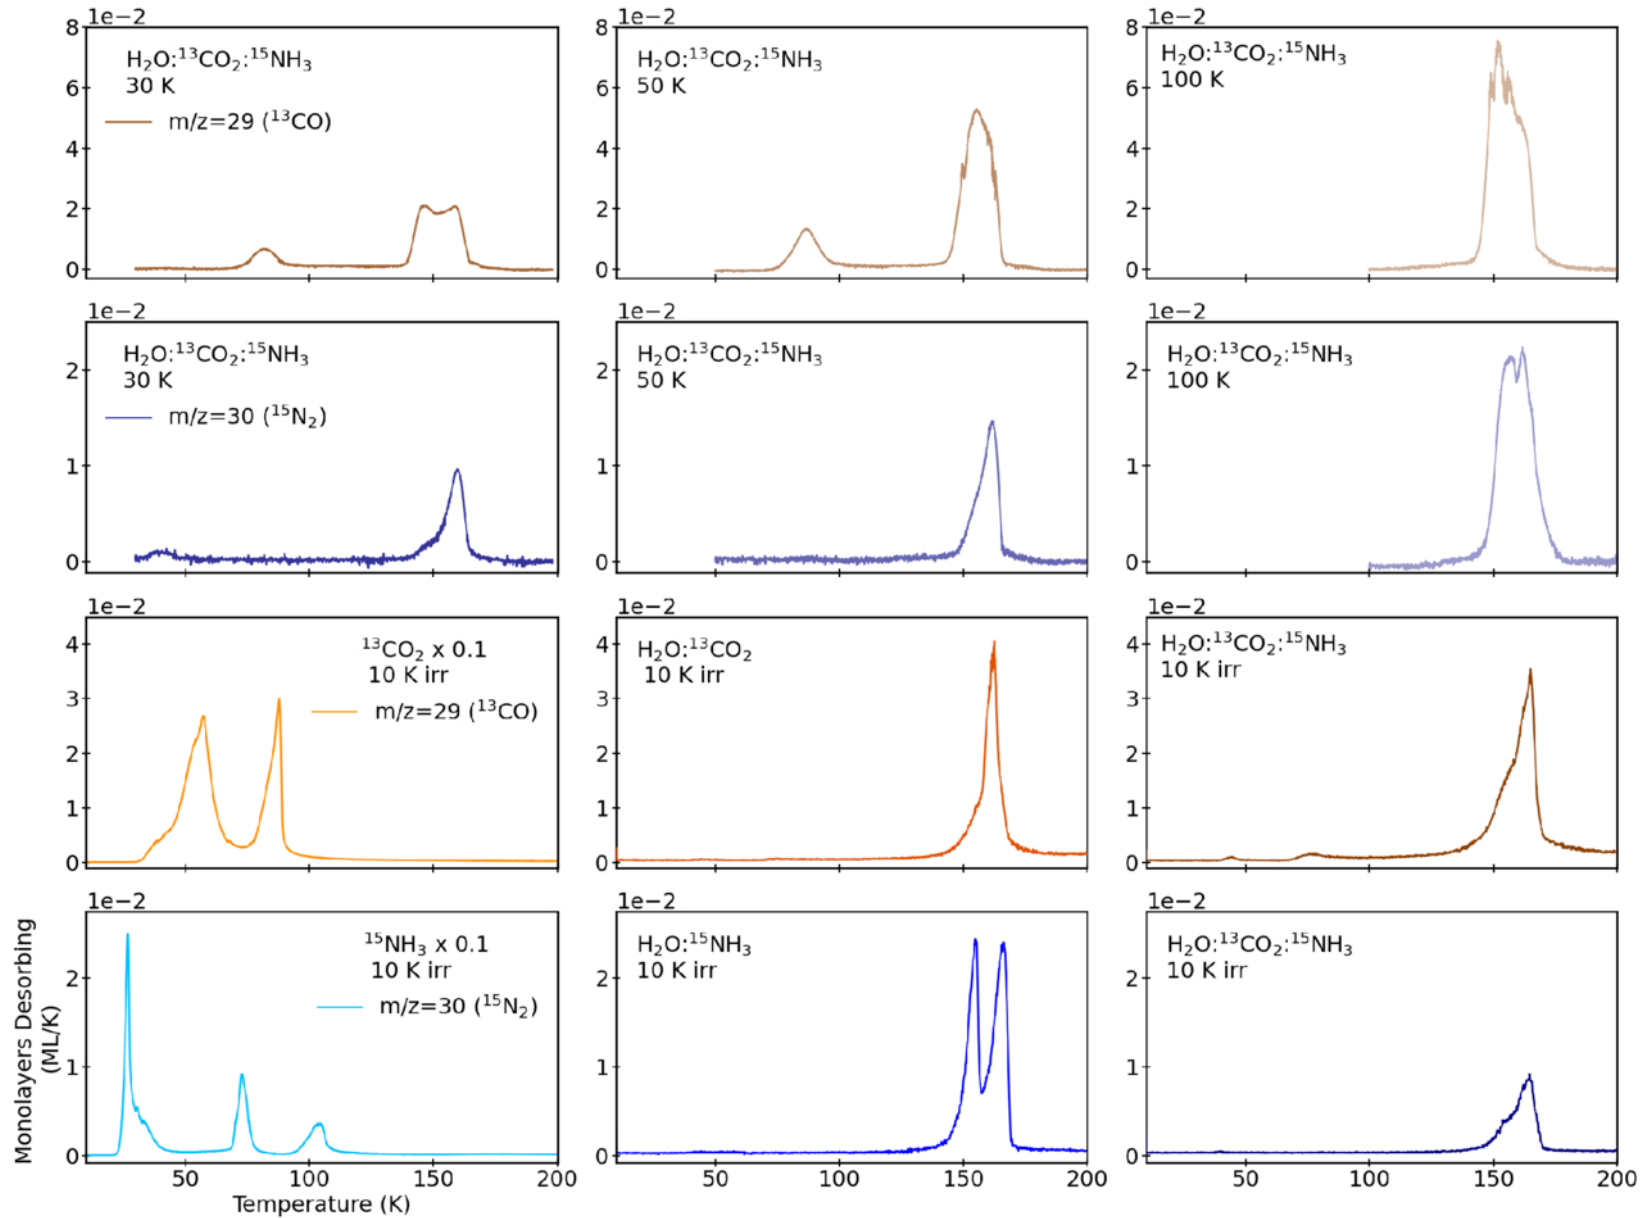 1e−2
8
6
4
2
0
H₂O:¹³CO₂:¹⁵NH₃
30 K
m/z=29 (¹³CO)
1e−2
8
6
4
2
0
H₂O:¹³CO₂:¹⁵NH₃
50 K
1e−2
8
6
4
2
0
H₂O:¹³CO₂:¹⁵NH₃
100 K
1e−2
2
1
0
H₂O:¹³CO₂:¹⁵NH₃
30 K
m/z=30 (¹⁵N₂)
1e−2
2
1
0
H₂O:¹³CO₂:¹⁵NH₃
50 K
1e−2
2
1
0
H₂O:¹³CO₂:¹⁵NH₃
100 K
1e−2
4
3
2
1
0
¹³CO₂ x 0.1
10 K irr
m/z=29 (¹³CO)
1e−2
4
3
2
1
0
H₂O:¹³CO₂
10 K irr
1e−2
4
3
2
1
0
H₂O:¹³CO₂:¹⁵NH₃
10 K irr
1e−2
2
1
0
¹⁵NH₃ x 0.1
10 K irr
m/z=30 (¹⁵N₂)
50 100 150 200
1e−2
2
1
0
H₂O:¹⁵NH₃
10 K irr
50 100 150 200
1e−2
2
1
0
H₂O:¹³CO₂:¹⁵NH₃
10 K irr
50 100 150 200
Monolayers Desorbing
(ML/K)
Temperature (K)